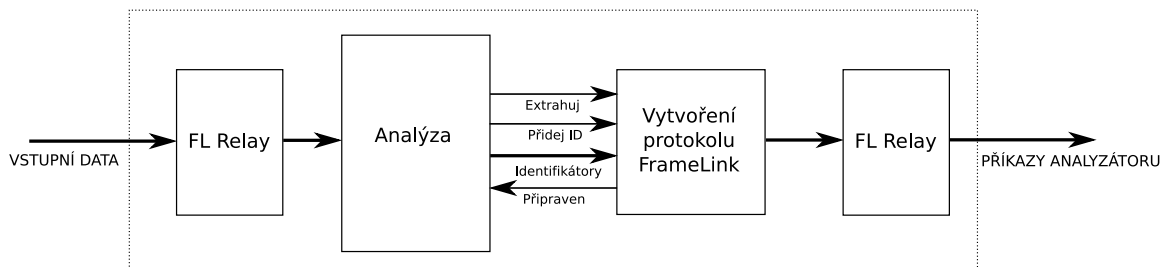 VSTUPNÍ DATA
FL Relay
Analýza
Extrahuj
Přidej ID
Identifikátory
Připraven
Vytvoření
protokolu
FrameLink
FL Relay
PŘÍKAZY ANALYZÁTORU